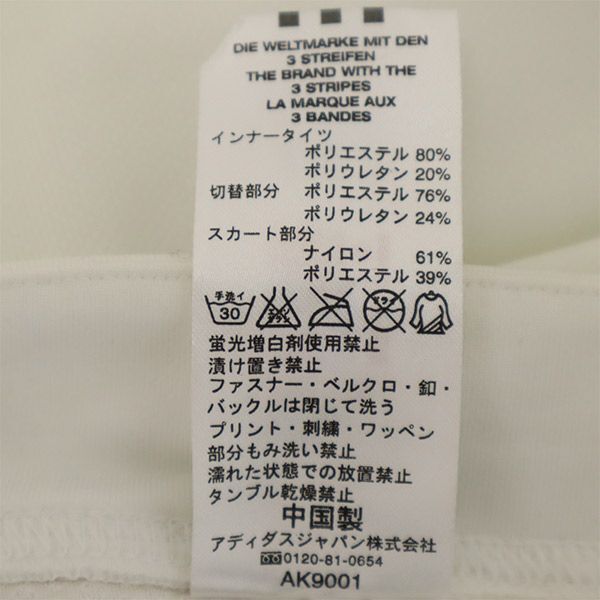 DIE WELTMARKE MIT DEN
3 STREIFEN
THE BRAND WITH THE
3 STRIPES
LA MARQUE AUX
3 BANDES
インナータイツ
ポリエステル 80%
ポリウレタン 20%
切替部分 ポリエステル 76%
ポリウレタン 24%
スカート部分
ナイロン 61%
ポリエステル 39%
手洗イ
30
蛍光増白剤使用禁止
漬け置き禁止
ファスナー・ベルクロ・釦・
バックルは閉じて洗う
プリント・刺繍・ワッペン
部分もみ洗い禁止
濡れた状態での放置禁止
タンブル乾燥禁止
中国製
アディダスジャパン株式会社
0120-81-0654
AK9001